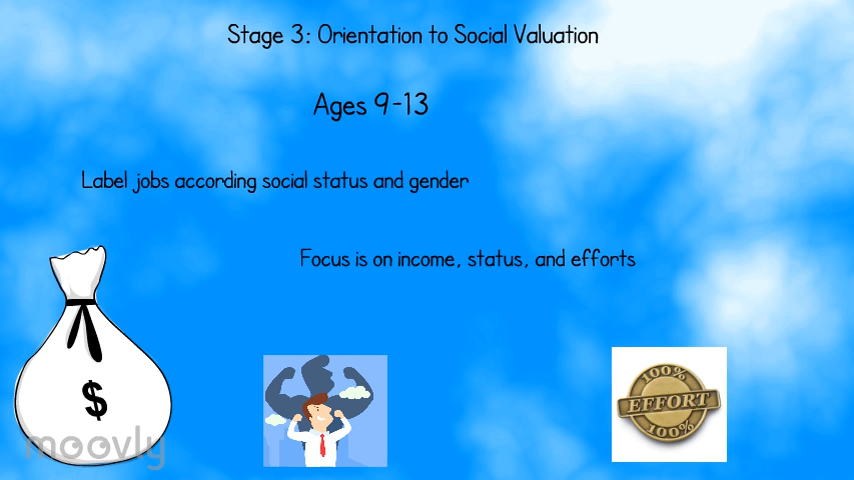 Stage 3: Orientation to Social Valuation
Ages 9-13
Label jobs according social status and gender
Focus is on income, status, and efforts
$
100%
EFFORT
100%
moovly